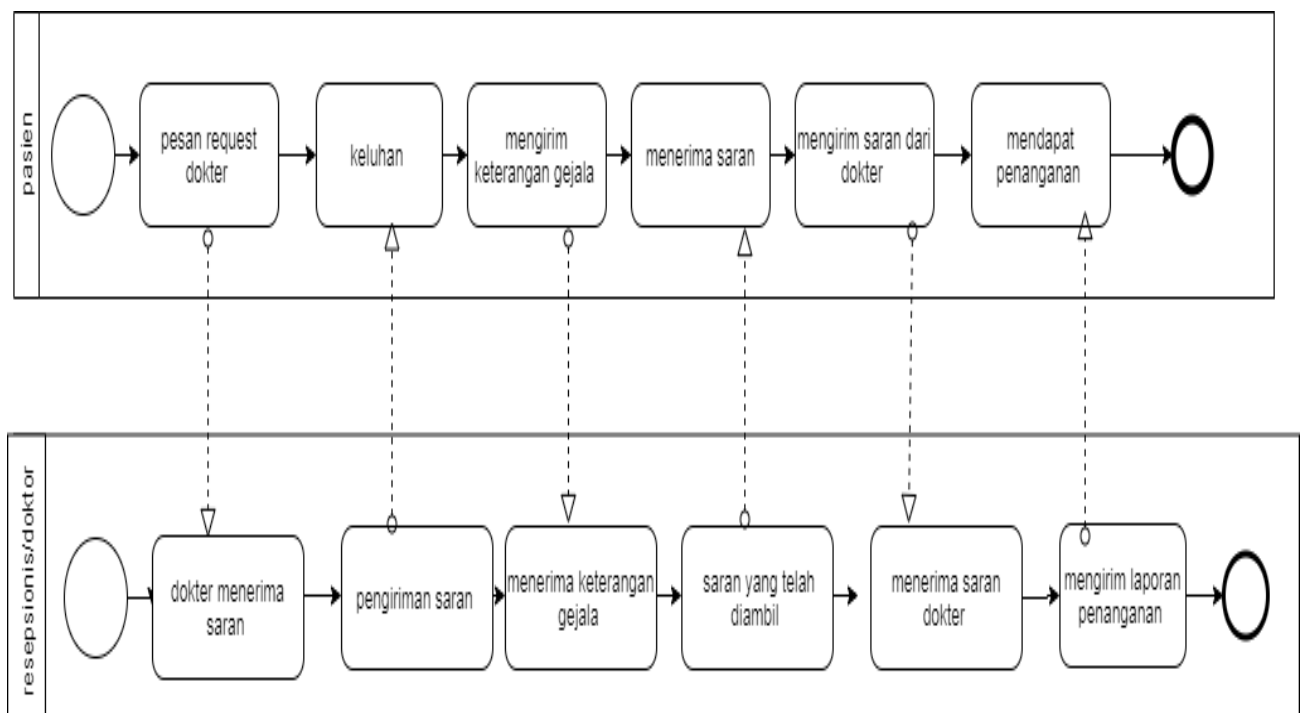 pasien
pesan request
dokter
keluhan
mengirim
keterangan gejala
menerima saran
mengirim saran dari
dokter
mendapat
penanganan
resepsionis/doktor
dokter menerima
saran
pengiriman saran
menerima keterangan
gejala
saran yang telah
diambil
menerima saran
dokter
mengirim laporan
penanganan